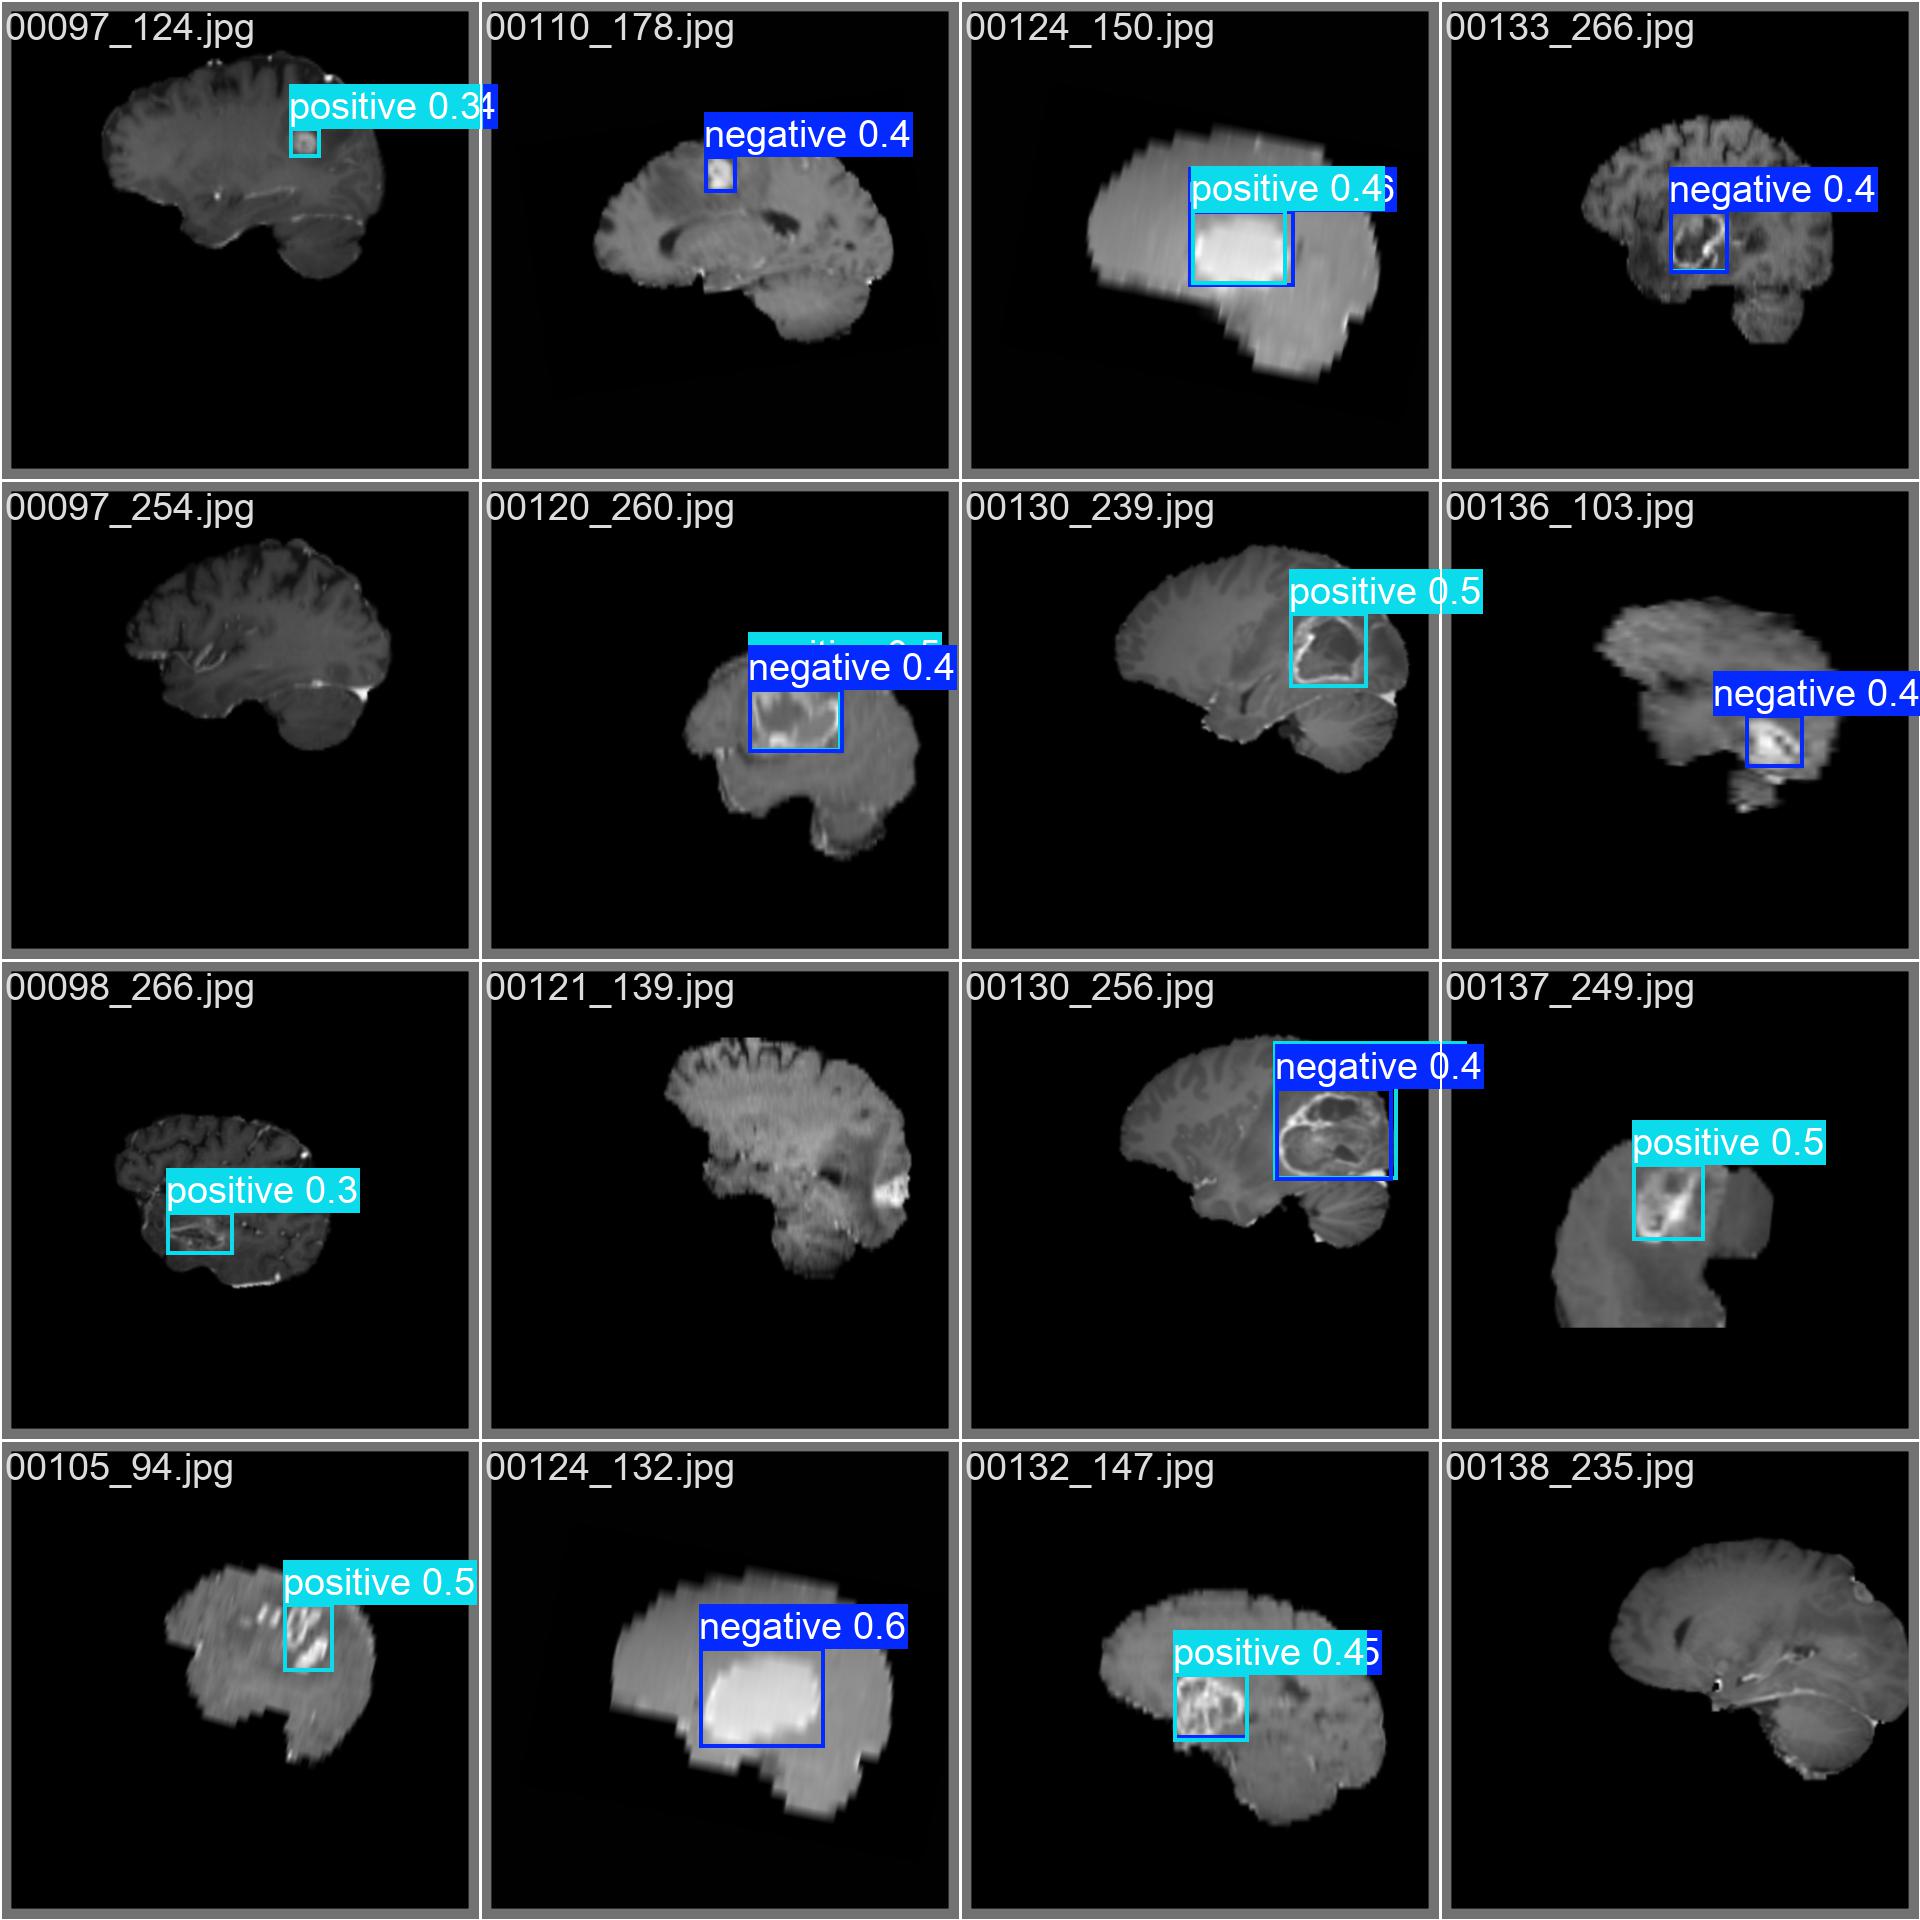 00097_124.jpg
positive 0.3
4
00110_178.jpg
negative 0.4
00124_150.jpg
positive 0.4
6
00133_266.jpg
negative 0.4
00097_254.jpg
00120_260.jpg
negative 0.4
00130_239.jpg
positive 0.5
00136_103.jpg
negative 0.4
00098_266.jpg
positive 0.3
00121_139.jpg
00130_256.jpg
negative 0.4
00137_249.jpg
positive 0.5
00105_94.jpg
positive 0.5
00124_132.jpg
negative 0.6
00132_147.jpg
positive 0.4
5
00138_235.jpg